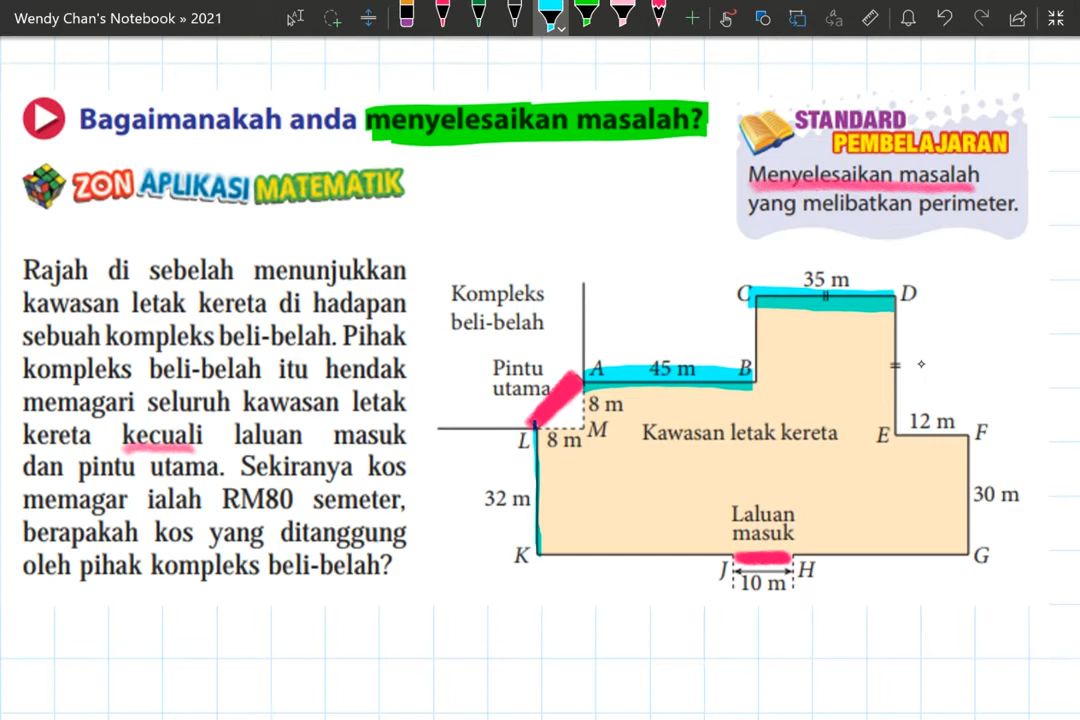 Wendy Chan's Notebook » 2021
Bagaimanakah anda menyelesaikan masalah?
STANDARD
PEMBELAJARAN
Menyelesaikan masalah
yang melibatkan perimeter.
ZON APLIKASI MATEMATIK
Rajah di sebelah menunjukkan
kawasan letak kereta di hadapan
sebuah kompleks beli-belah. Pihak
kompleks beli-belah itu hendak
memagari seluruh kawasan letak
kereta kecuali laluan masuk
dan pintu utama. Sekiranya kos
memagar ialah RM80 semeter,
berapakah kos yang ditanggung
oleh pihak kompleks beli-belah?
Kompleks
beli-belah
C 35 m D
Pintu
utama
A 45 m B
8 m
L 8 m M
Kawasan letak kereta
E 12 m F
32 m
30 m
Laluan
masuk
K
J 10 m H
G